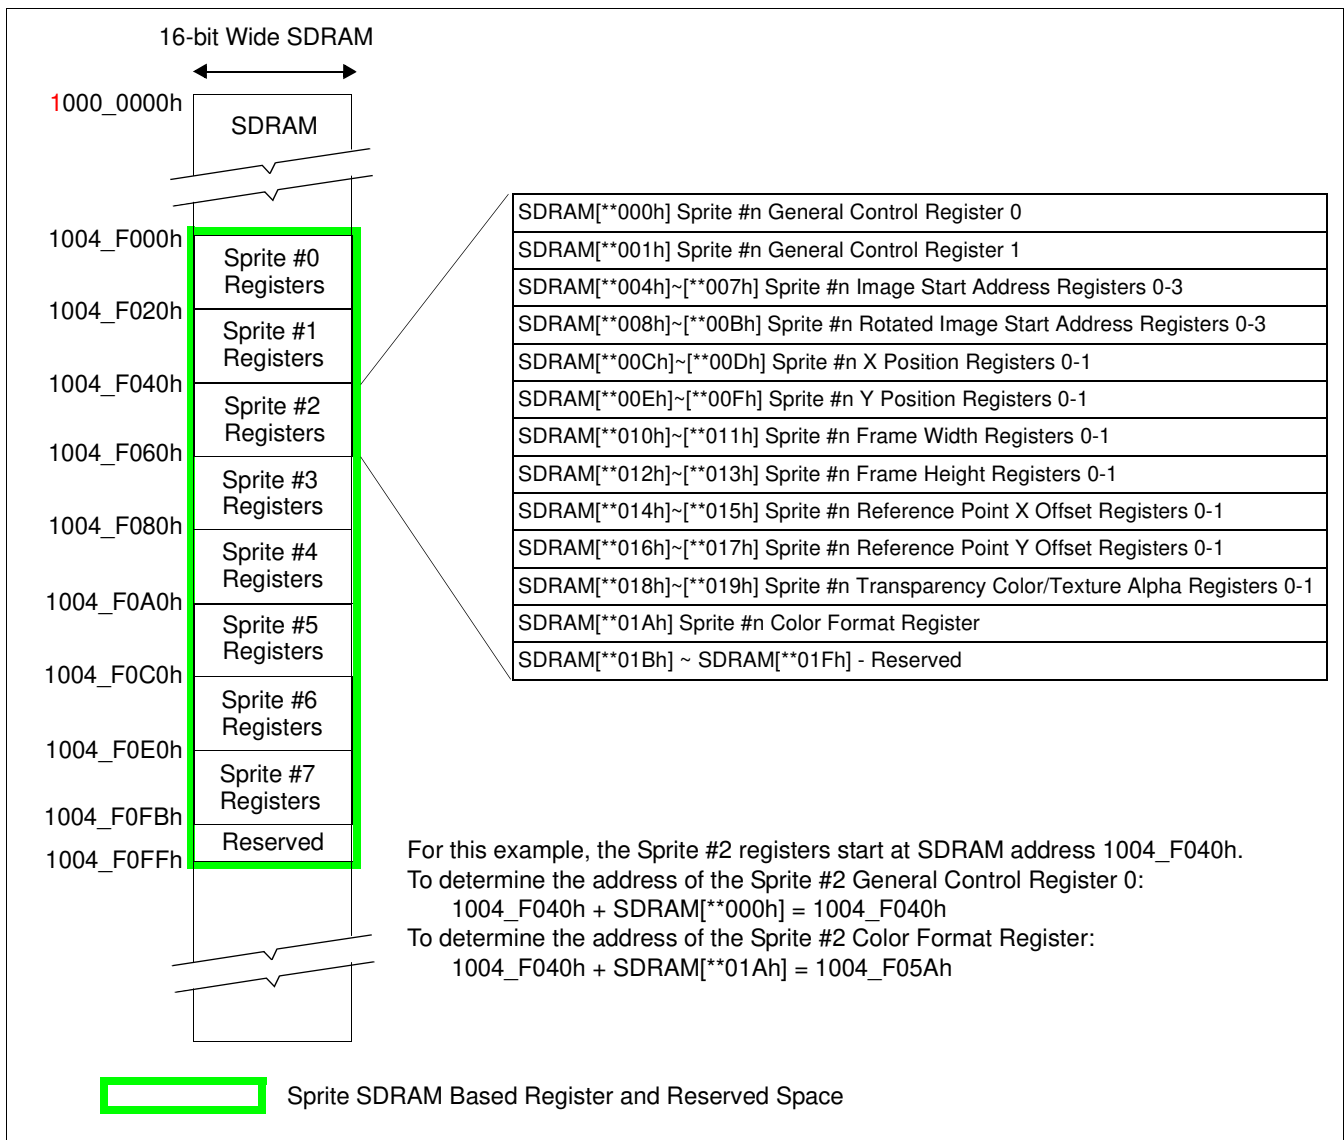 16-bit Wide SDRAM
1000_0000h
SDRAM
1004_F000h
Sprite #0
Registers
1004_F020h
Sprite #1
Registers
1004_F040h
Sprite #2
Registers
1004_F060h
Sprite #3
Registers
1004_F080h
Sprite #4
Registers
1004_F0A0h
Sprite #5
Registers
1004_F0C0h
Sprite #6
Registers
1004_F0E0h
Sprite #7
Registers
1004_F0FBh
Reserved
1004_F0FFh
SDRAM[**000h] Sprite #n General Control Register 0
SDRAM[**001h] Sprite #n General Control Register 1
SDRAM[**004h]~[**007h] Sprite #n Image Start Address Registers 0-3
SDRAM[**008h]~[**00Bh] Sprite #n Rotated Image Start Address Registers 0-3
SDRAM[**00Ch]~[**00Dh] Sprite #n X Position Registers 0-1
SDRAM[**00Eh]~[**00Fh] Sprite #n Y Position Registers 0-1
SDRAM[**010h]~[**011h] Sprite #n Frame Width Registers 0-1
SDRAM[**012h]~[**013h] Sprite #n Frame Height Registers 0-1
SDRAM[**014h]~[**015h] Sprite #n Reference Point X Offset Registers 0-1
SDRAM[**016h]~[**017h] Sprite #n Reference Point Y Offset Registers 0-1
SDRAM[**018h]~[**019h] Sprite #n Transparency Color/Texture Alpha Registers 0-1
SDRAM[**01Ah] Sprite #n Color Format Register
SDRAM[**01Bh] ~ SDRAM[**01Fh] - Reserved
For this example, the Sprite #2 registers start at SDRAM address 1004_F040h.
To determine the address of the Sprite #2 General Control Register 0:
1004_F040h + SDRAM[**000h] = 1004_F040h
To determine the address of the Sprite #2 Color Format Register:
1004_F040h + SDRAM[**01Ah] = 1004_F05Ah
Sprite SDRAM Based Register and Reserved Space